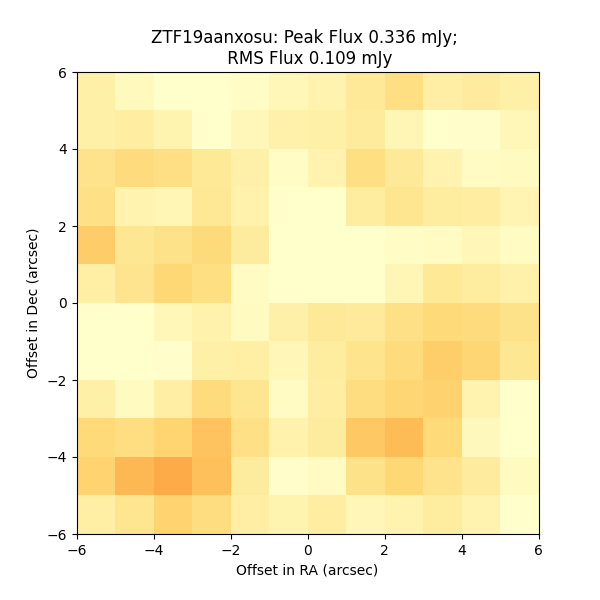 ZTF19aanxosu: Peak Flux 0.336 mJy;
RMS Flux 0.109 mJy
6
4
2
0
−2
−4
−6
Offset in Dec (arcsec)
−6 −4 −2 0 2 4 6
Offset in RA (arcsec)